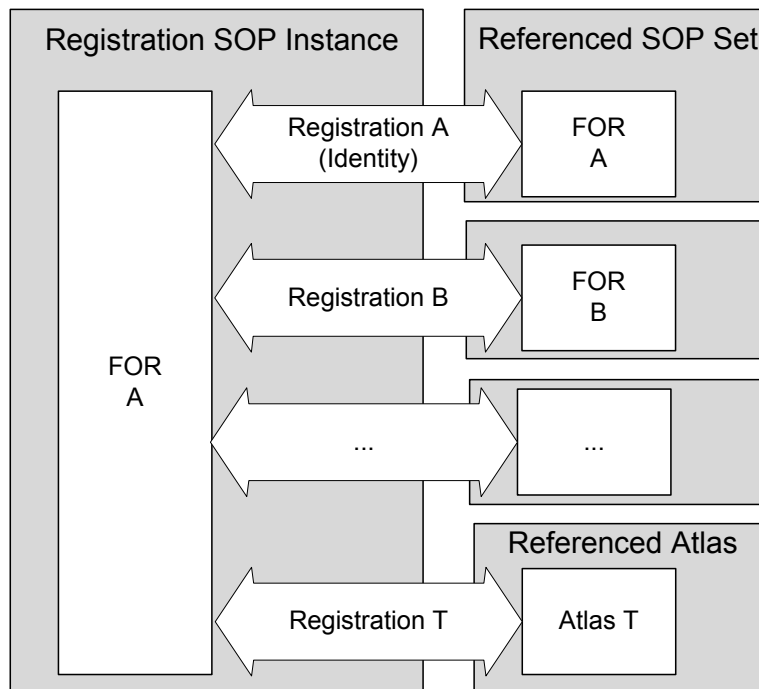 Registration SOP Instance
Referenced SOP Set
Registration A
(Identity)
FOR
A
Registration B
FOR
B
FOR
A
...
...
Referenced Atlas
Registration T
Atlas T